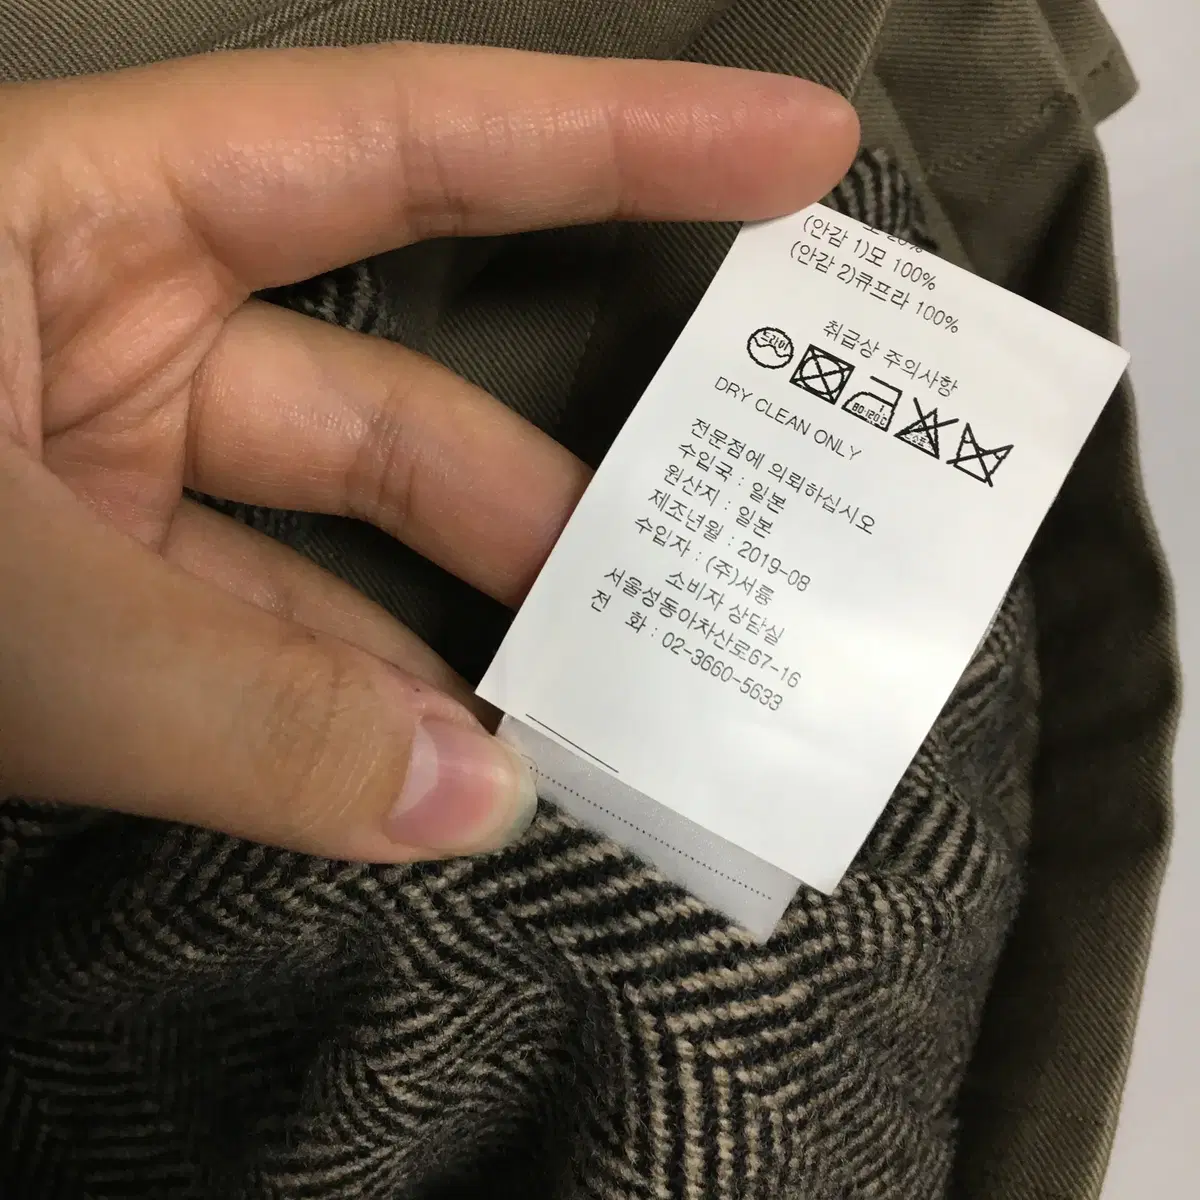 모 20%
(안감 1)모 100%
(안감 2)큐프라 100%
취급상 주의사항
드라이
80-120℃
DRY CLEAN ONLY
전문점에 의뢰하십시오
수입국 : 일본
원산지 : 일본
제조년월 : 2019-08
수입자 : (주)서륭
소비자 상담실
서울성동아차산로67-16
전 화 : 02-3660-5633